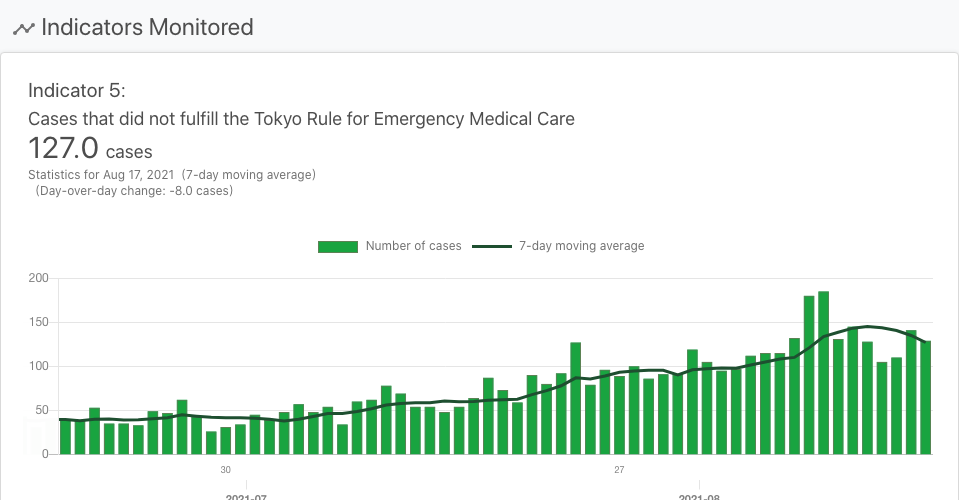 Indicators Monitored
Indicator 5:
Cases that did not fulfill the Tokyo Rule for Emergency Medical Care
127.0 cases
Statistics for Aug 17, 2021 (7-day moving average)
(Day-over-day change: -8.0 cases)
Number of cases 7-day moving average
200
150
100
50
0
30 27
2021-07 2021-08